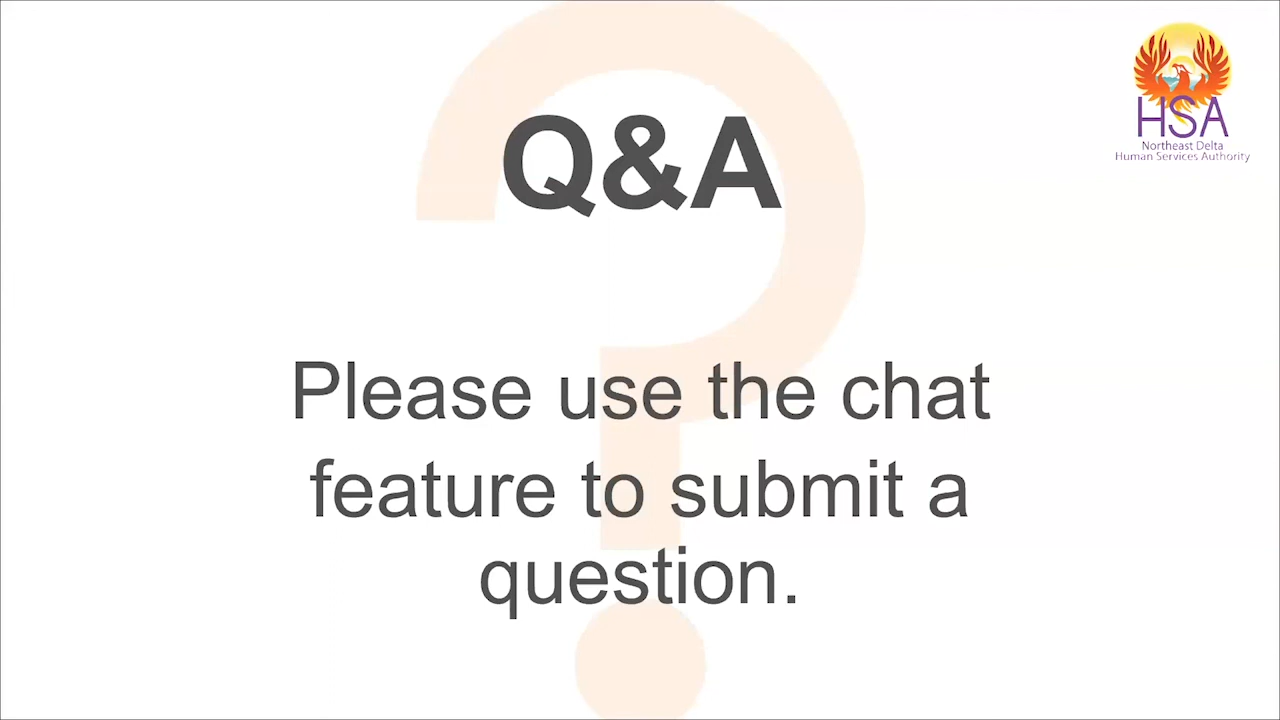 HSA
Northeast Delta
Human Services Authority
Q&A
Please use the chat
feature to submit a
question.